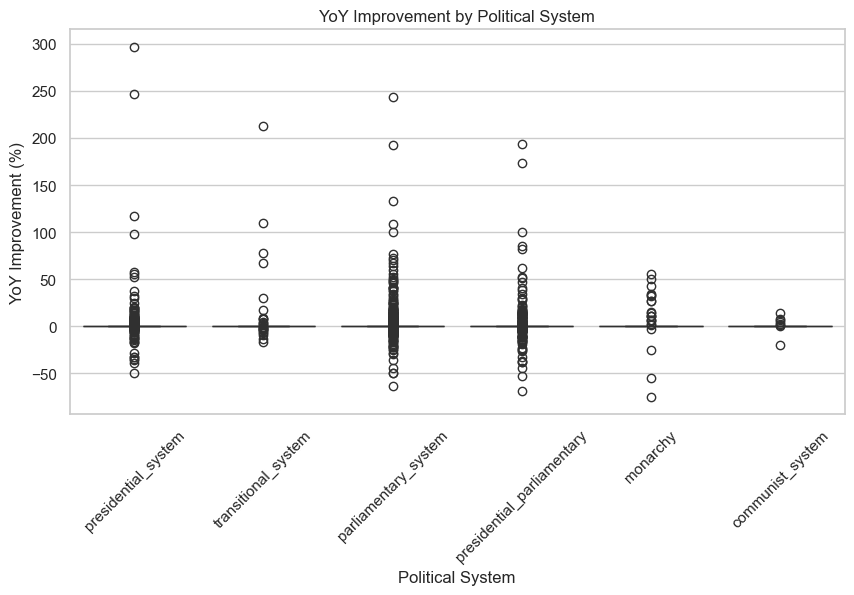 YoY Improvement by Political System
YoY Improvement (%)
300
250
200
150
100
50
0
−50
presidential_system
transitional_system
parliamentary_system
presidential_parliamentary
monarchy
communist_system
Political System